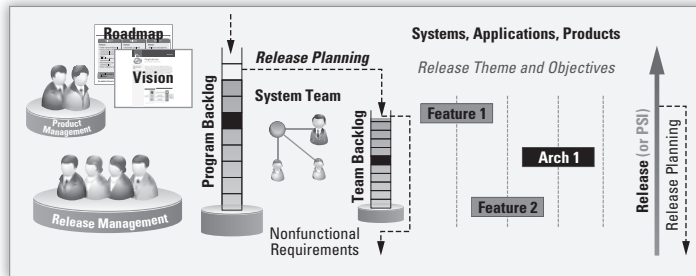 Roadmap
Vision
Product Management
Release Management
Program Backlog
Release Planning
System Team
Team Backlog
Nonfunctional
Requirements
Systems, Applications, Products
Release Theme and Objectives
Feature 1
Arch 1
Feature 2
Release (or PSI)
Release Planning